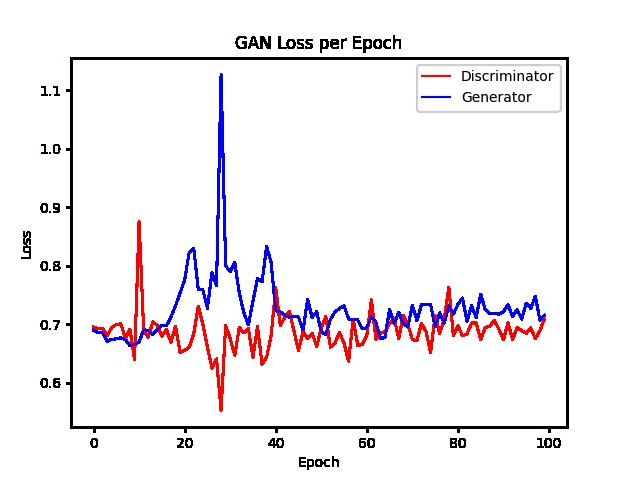 GAN Loss per Epoch
Discriminator
Generator
1.1
1.0
0.9
0.8
0.7
0.6
Loss
0 20 40 60 80 100
Epoch